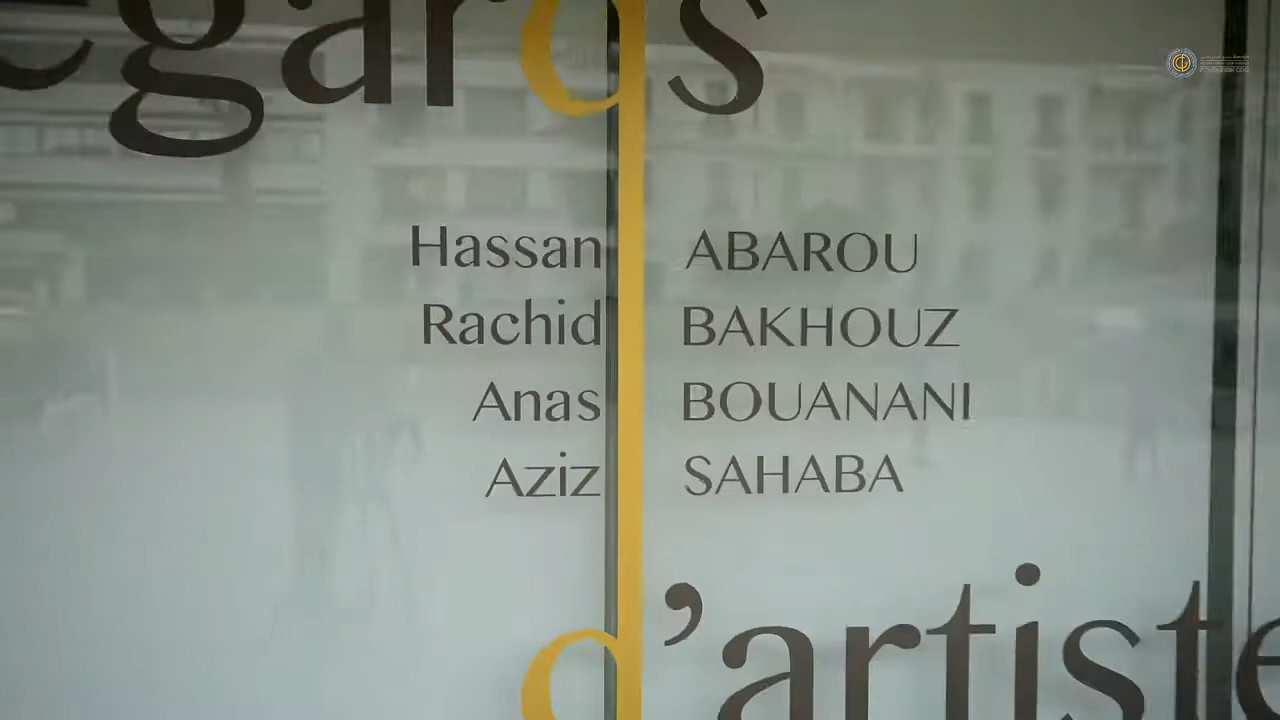 egards
Hassan ABAROU
Rachid BAKHOUZ
Anas BOUANANI
Aziz SAHABA
d'artiste